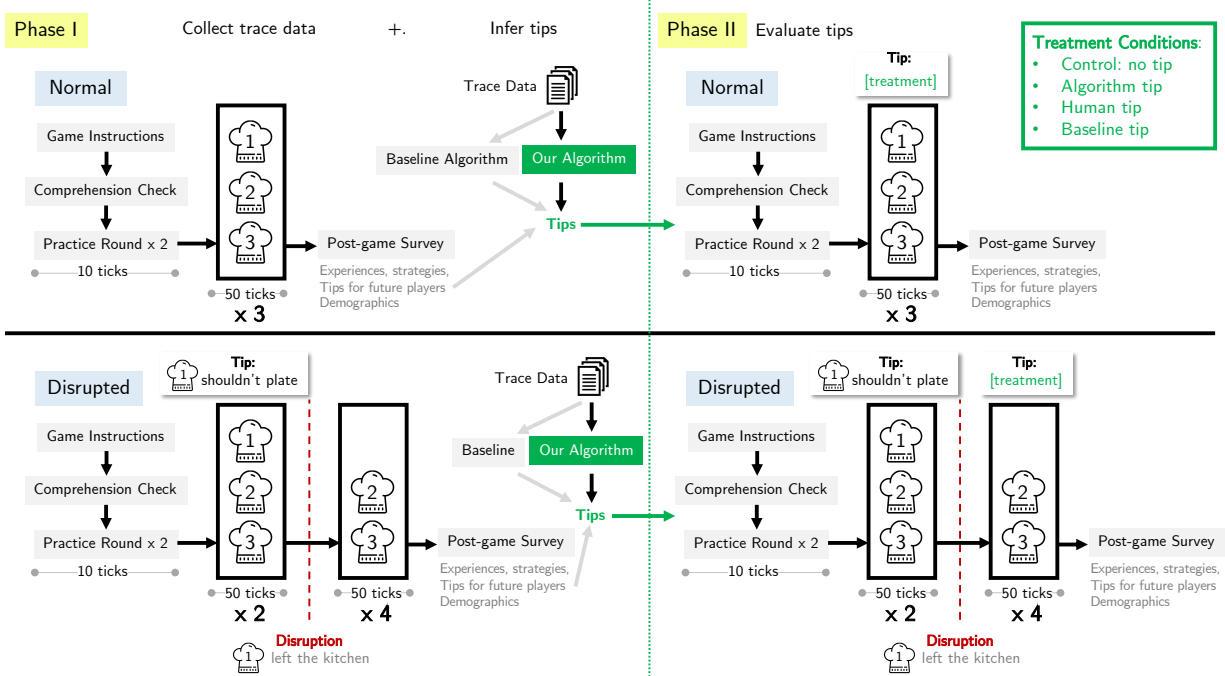 Phase I
Collect trace data
+.
Infer tips
Normal
Game Instructions
Comprehension Check
Practice Round x 2
10 ticks
1
2
3
50 ticks
x 3
Post-game Survey
Experiences, strategies,
Tips for future players
Demographics
Trace Data
Baseline Algorithm
Our Algorithm
Tips
Phase II
Evaluate tips
Normal
Game Instructions
Comprehension Check
Practice Round x 2
10 ticks
Tip:
[treatment]
1
2
3
50 ticks
x 3
Post-game Survey
Experiences, strategies,
Tips for future players
Demographics
Treatment Conditions:
• Control: no tip
• Algorithm tip
• Human tip
• Baseline tip
Disrupted
Game Instructions
Comprehension Check
Practice Round x 2
10 ticks
Tip:
1 shouldn't plate
1
2
3
50 ticks
x 2
Disruption
1 left the kitchen
2
3
50 ticks
x 4
Post-game Survey
Experiences, strategies,
Tips for future players
Demographics
Trace Data
Baseline
Our Algorithm
Tips
Disrupted
Game Instructions
Comprehension Check
Practice Round x 2
10 ticks
Tip:
1 shouldn't plate
1
2
3
50 ticks
x 2
Disruption
1 left the kitchen
Tip:
[treatment]
2
3
50 ticks
x 4
Post-game Survey
Experiences, strategies,
Tips for future players
Demographics